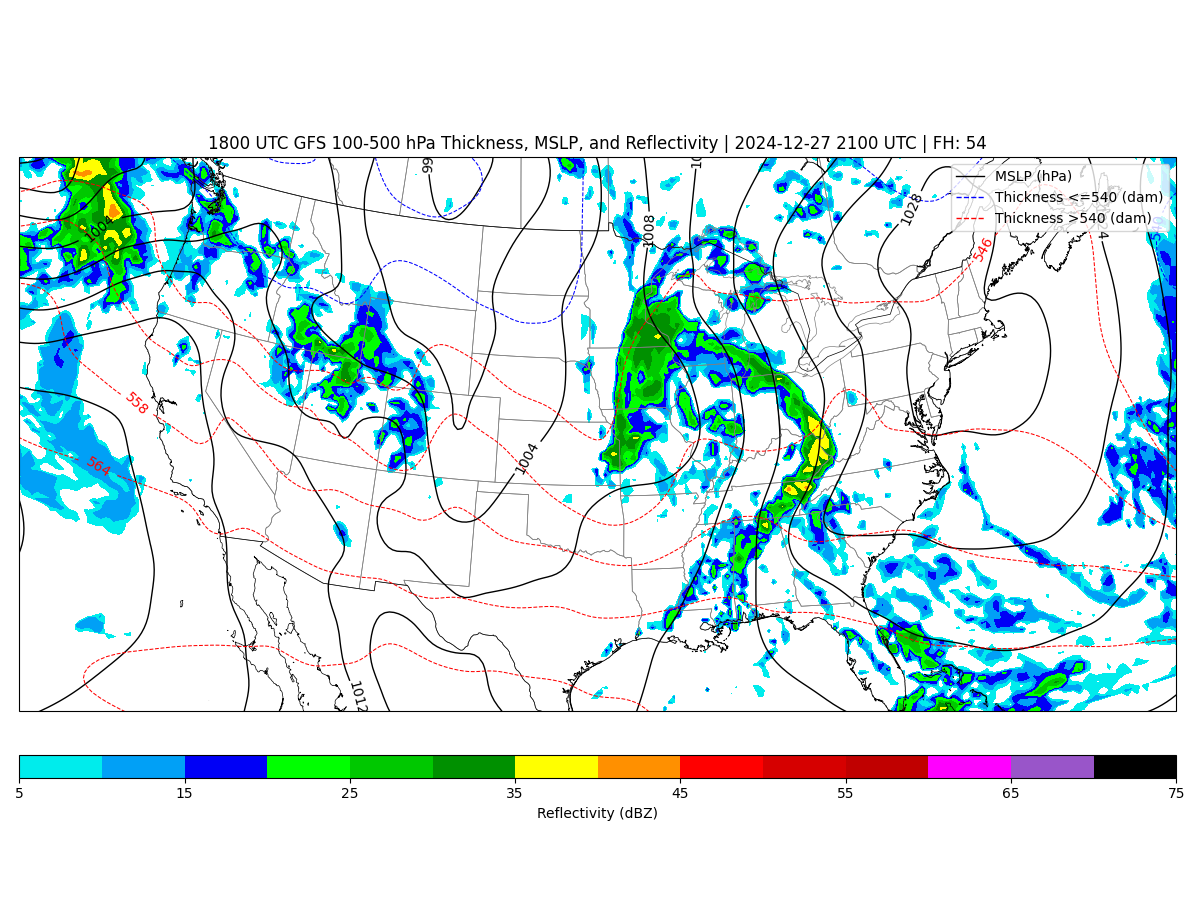 1800 UTC GFS 100-500 hPa Thickness, MSLP, and Reflectivity | 2024-12-27 2100 UTC | FH: 54
MSLP (hPa)
Thickness <=540 (dam)
Thickness >540 (dam)
1028
1008
1004
546
558
564
1004
1012
5 15 25 35 45 55 65 75
Reflectivity (dBZ)